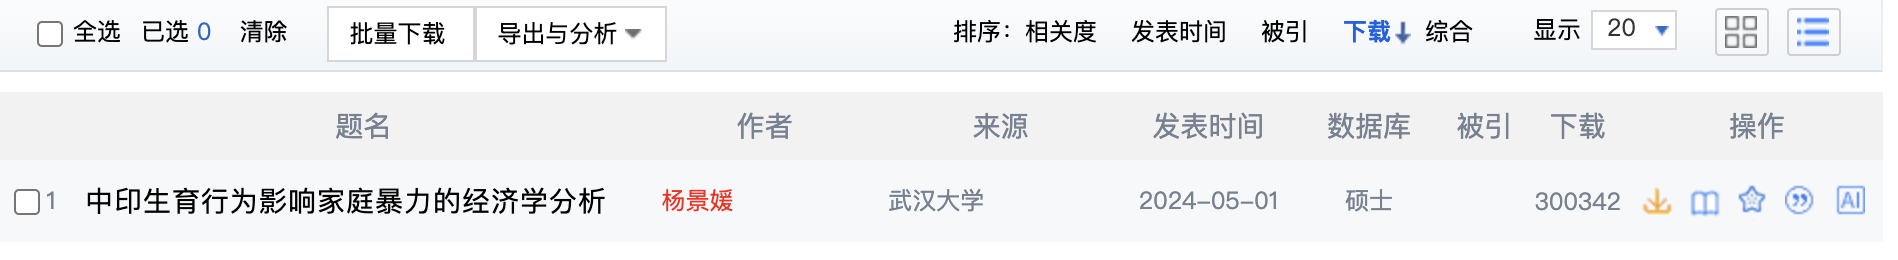 全选 已选 0 清除 批量下载 导出与分析 排序：相关度 发表时间 被引 下载 综合 显示 20
题名 作者 来源 发表时间 数据库 被引 下载 操作
1 中印生育行为影响家庭暴力的经济学分析 杨景媛 武汉大学 2024-05-01 硕士 300342 AI